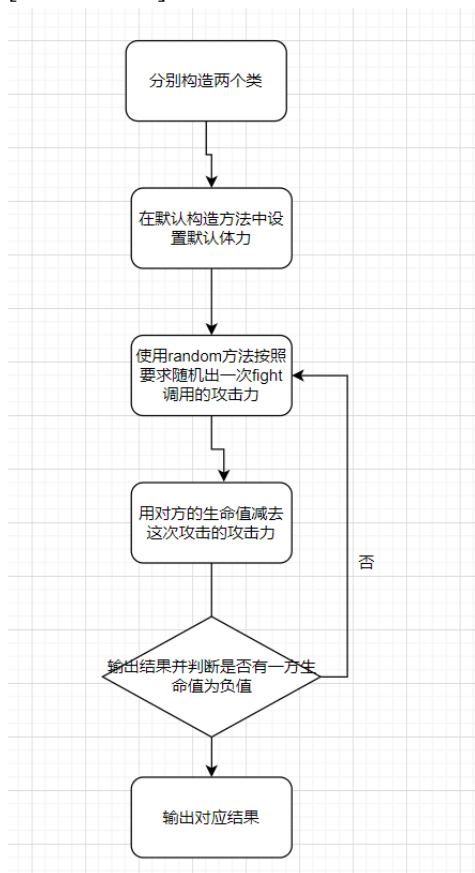 分别构造两个类
在默认构造方法中设
置默认体力
使用random方法按照
要求随机出一次fight
调用的攻击力
用对方的生命值减去
这次攻击的攻击力
否
输出结果并判断是否有一方生
命值为负值
输出对应结果